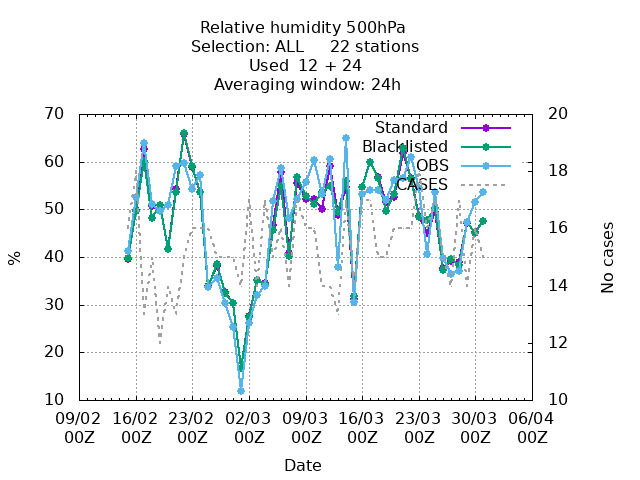 Relative humidity 500hPa
Selection: ALL 22 stations
Used 12 + 24
Averaging window: 24h
70
60
50
40
30
20
10
20
18
16
14
12
10
Standard
Blacklisted
OBS
CASES
%
No cases
09/02 16/02 23/02 02/03 09/03 16/03 23/03 30/03 06/04
00Z 00Z 00Z 00Z 00Z 00Z 00Z 00Z 00Z
Date